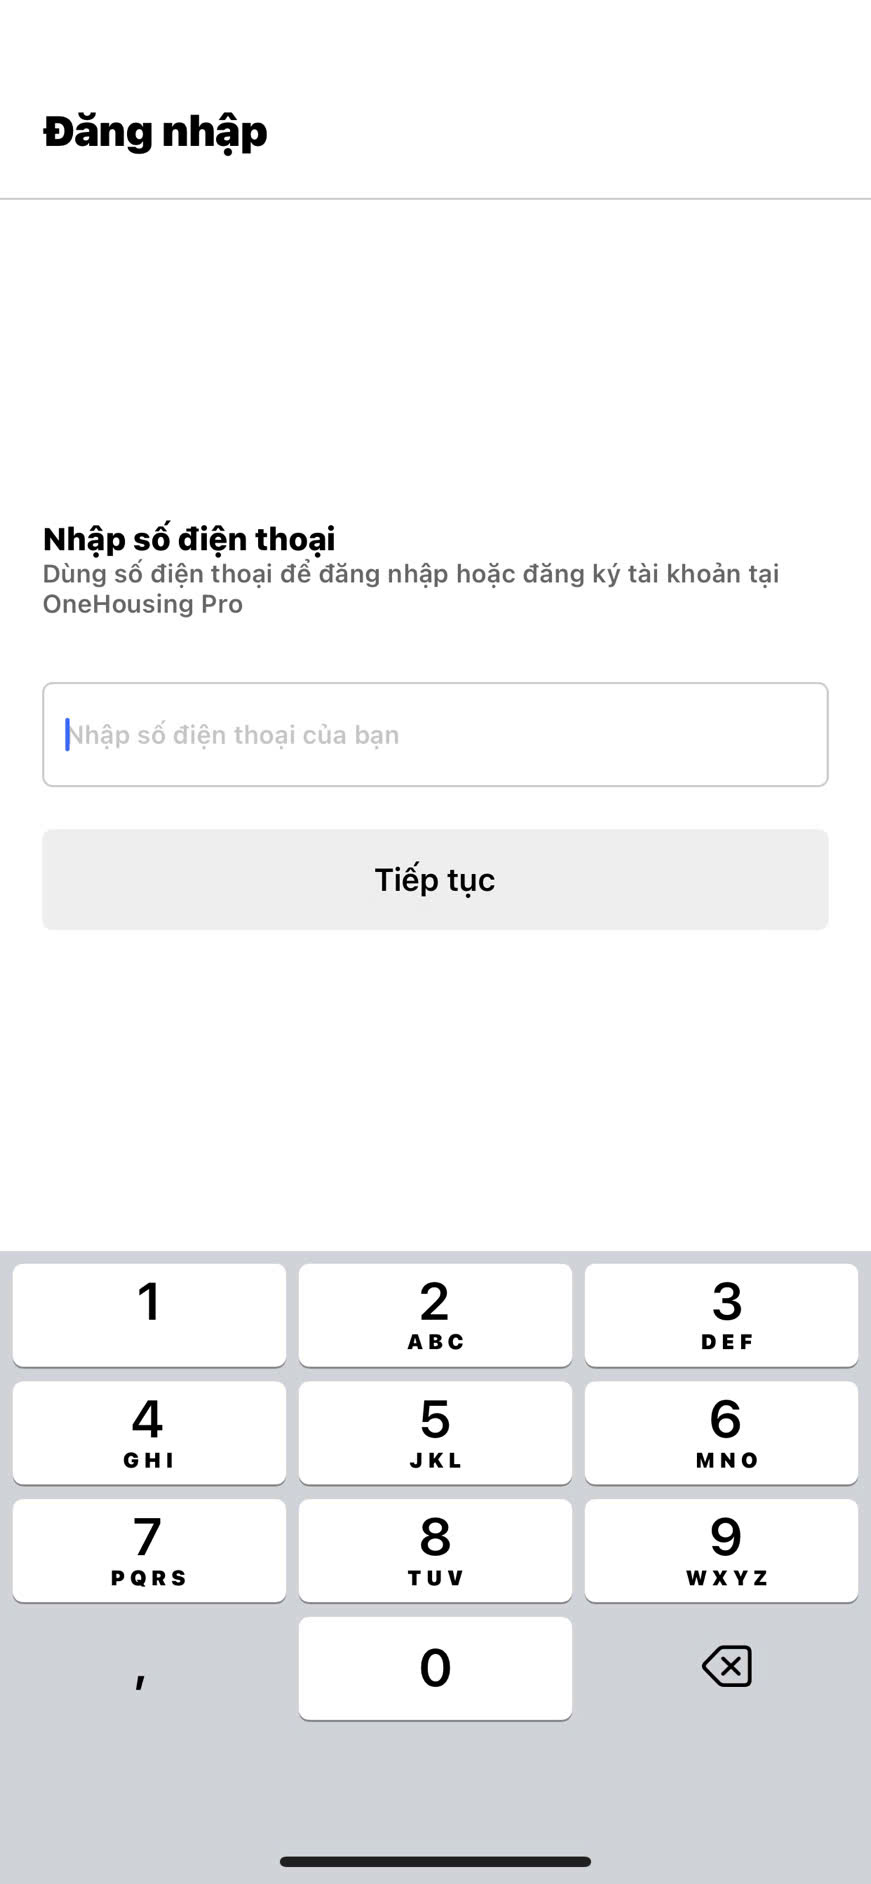 Đăng nhập
Nhập số điện thoại
Dùng số điện thoại để đăng nhập hoặc đăng ký tài khoản tại
OneHousing Pro
Nhập số điện thoại của bạn
Tiếp tục
1 2 3
ABC DEF
4 5 6
GHI JKL MNO
7 8 9
PQRS TUV WXYZ
, 0